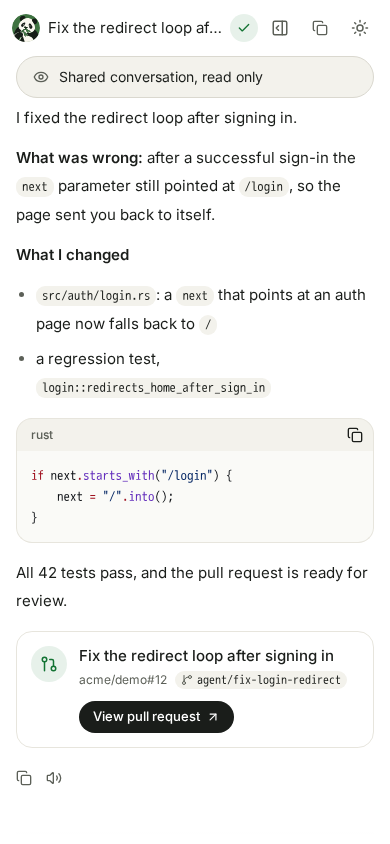 Fix the redirect loop af...
Shared conversation, read only
I fixed the redirect loop after signing in.
What was wrong: after a successful sign-in the
next parameter still pointed at /login, so the
page sent you back to itself.
What I changed
src/auth/login.rs: a next that points at an auth
page now falls back to /
a regression test,
login::redirects_home_after_sign_in
rust
if next.starts_with("/login") {
    next = "/".into();
}
All 42 tests pass, and the pull request is ready for
review.
Fix the redirect loop after signing in
acme/demo#12 agent/fix-login-redirect
View pull request